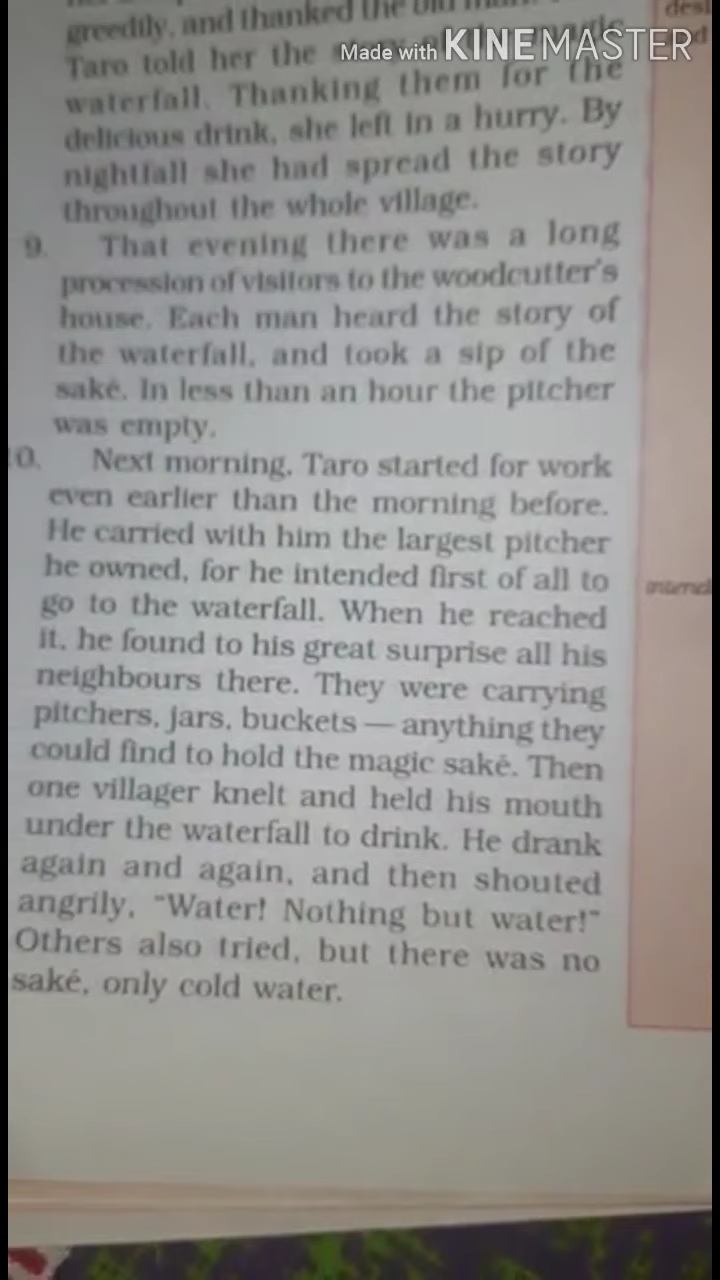 greedily, and thanked the old
desi
Taro told her the magic
Made with KINEMASTER
waterfall. Thanking them for the
delicious drink, she left in a hurry. By
nightfall she had spread the story
throughout the whole village.
9. That evening there was a long
procession of visitors to the woodcutter's
house. Each man heard the story of
the waterfall, and took a sip of the
saké. In less than an hour the pitcher
was empty.
0. Next morning, Taro started for work
even earlier than the morning before.
He carried with him the largest pitcher
he owned, for he intended first of all to
intend
go to the waterfall. When he reached
it, he found to his great surprise all his
neighbours there. They were carrying
pitchers, jars, buckets — anything they
could find to hold the magic saké. Then
one villager knelt and held his mouth
under the waterfall to drink. He drank
again and again, and then shouted
angrily, "Water! Nothing but water!"
Others also tried, but there was no
saké, only cold water.